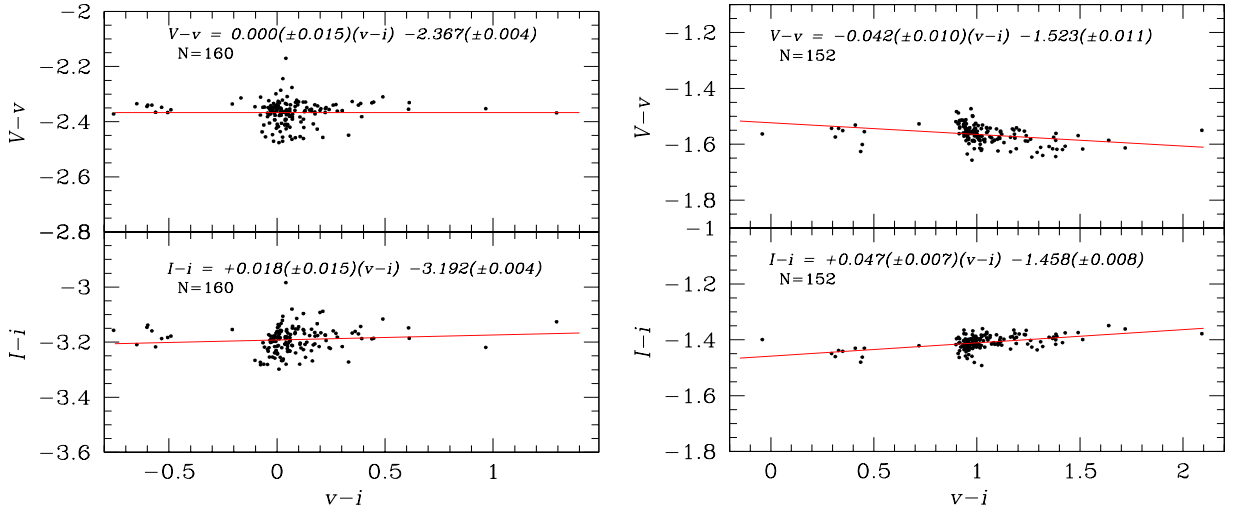 V−v = 0.000(±0.015)(v−i) −2.367(±0.004)
N=160
−2
−2.2
−2.4
−2.6
−2.8
V−v
I−i = +0.018(±0.015)(v−i) −3.192(±0.004)
N=160
−3
−3.2
−3.4
−3.6
I−i
−0.5
0
0.5
1
v−i
V−v = −0.042(±0.010)(v−i) −1.523(±0.011)
N=152
−1.2
−1.4
−1.6
−1.8
−1
V−v
I−i = +0.047(±0.007)(v−i) −1.458(±0.008)
N=152
−1.2
−1.4
−1.6
−1.8
I−i
0
0.5
1
1.5
2
v−i